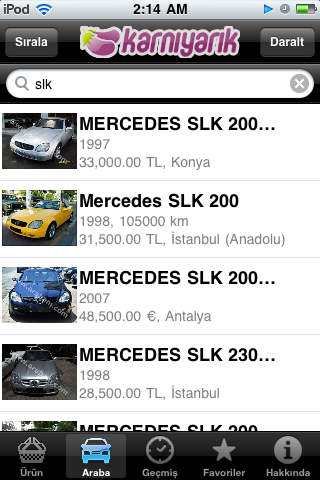 iPod 2:14 AM
Sırala karnıyarık Daralt
slk
MERCEDES SLK 200...
1997
33,000.00 TL, Konya
Mercedes SLK 200
1998, 105000 km
31,500.00 TL, İstanbul (Anadolu)
MERCEDES SLK 200...
2007
48,500.00 €, Antalya
MERCEDES SLK 230...
1998
28,500.00 TL, İstanbul
MERCEDES SLK 200
Ürün Araba Geçmiş Favoriler Hakkında